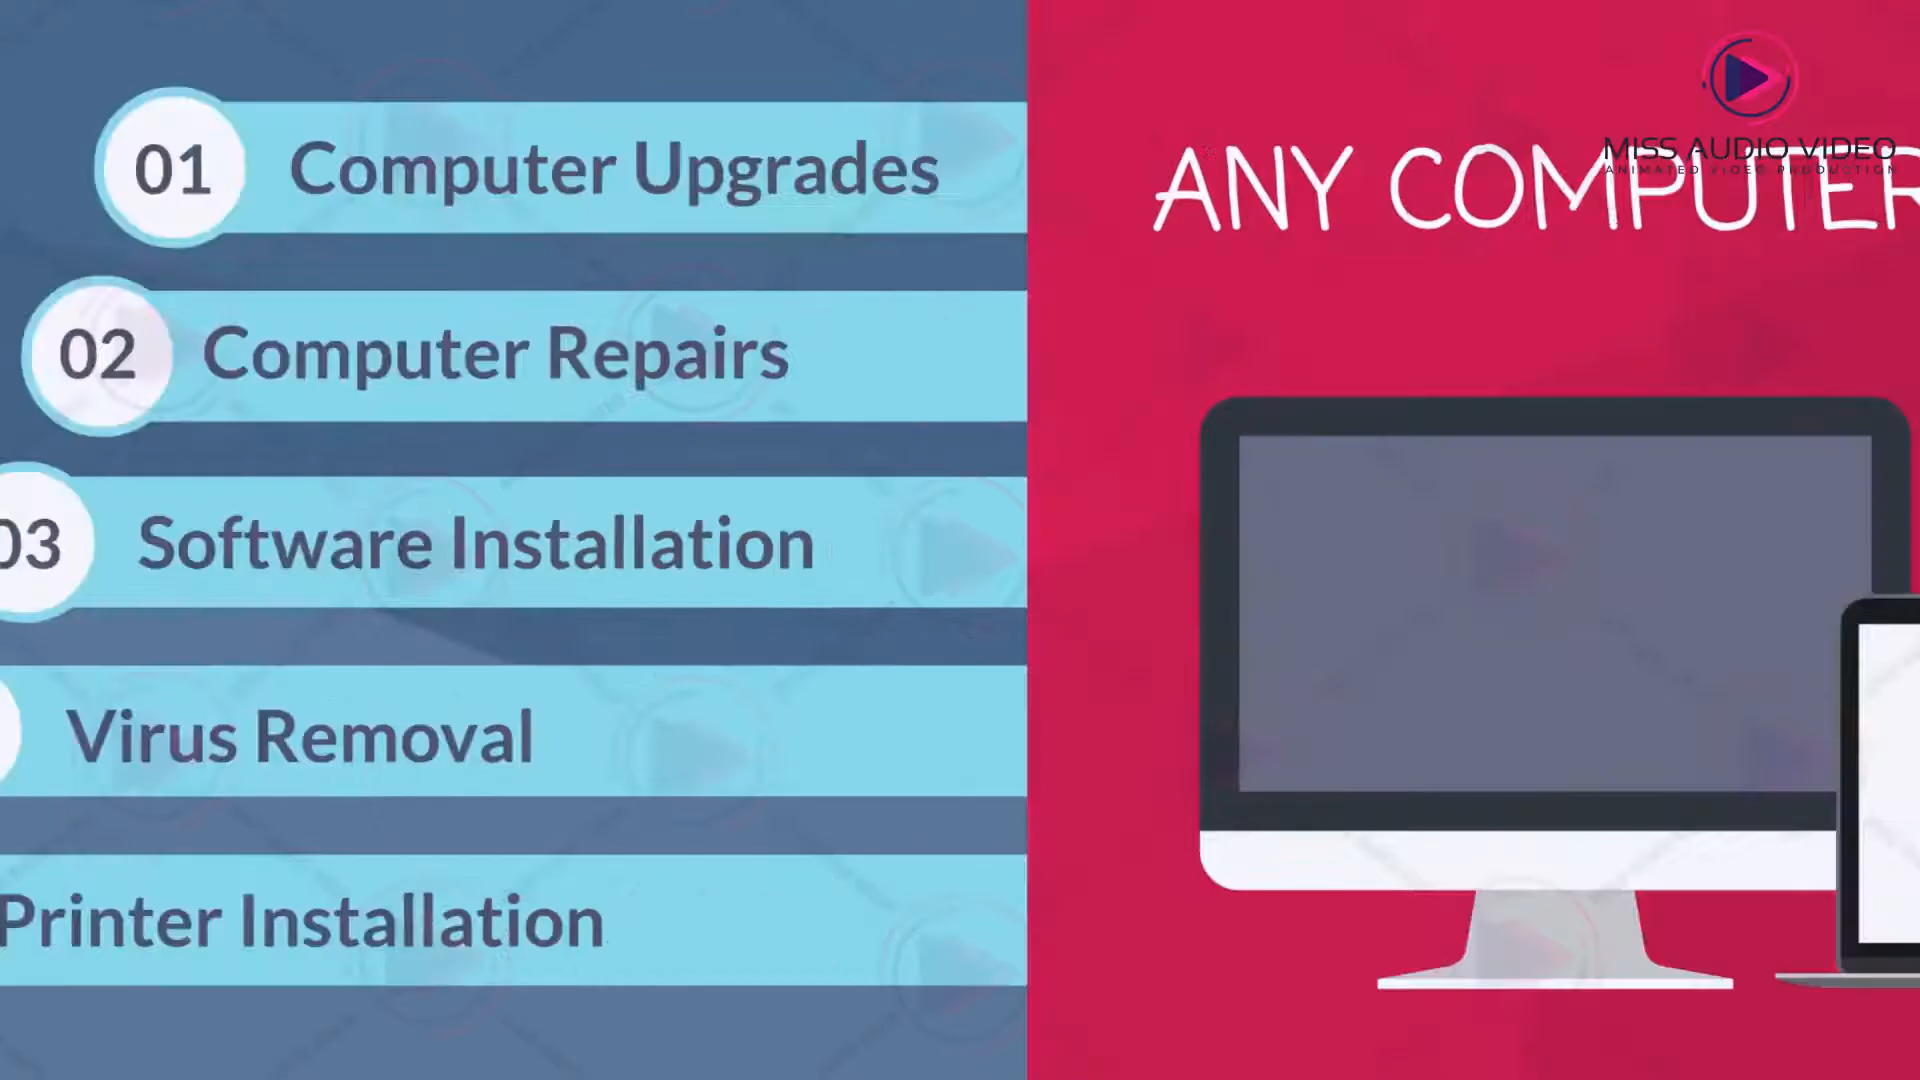 01 Computer Upgrades
02 Computer Repairs
03 Software Installation
Virus Removal
Printer Installation
MISS AUDIO VIDEO
ANIMATED VIDEO PRODUCTION
ANY COMPUTER